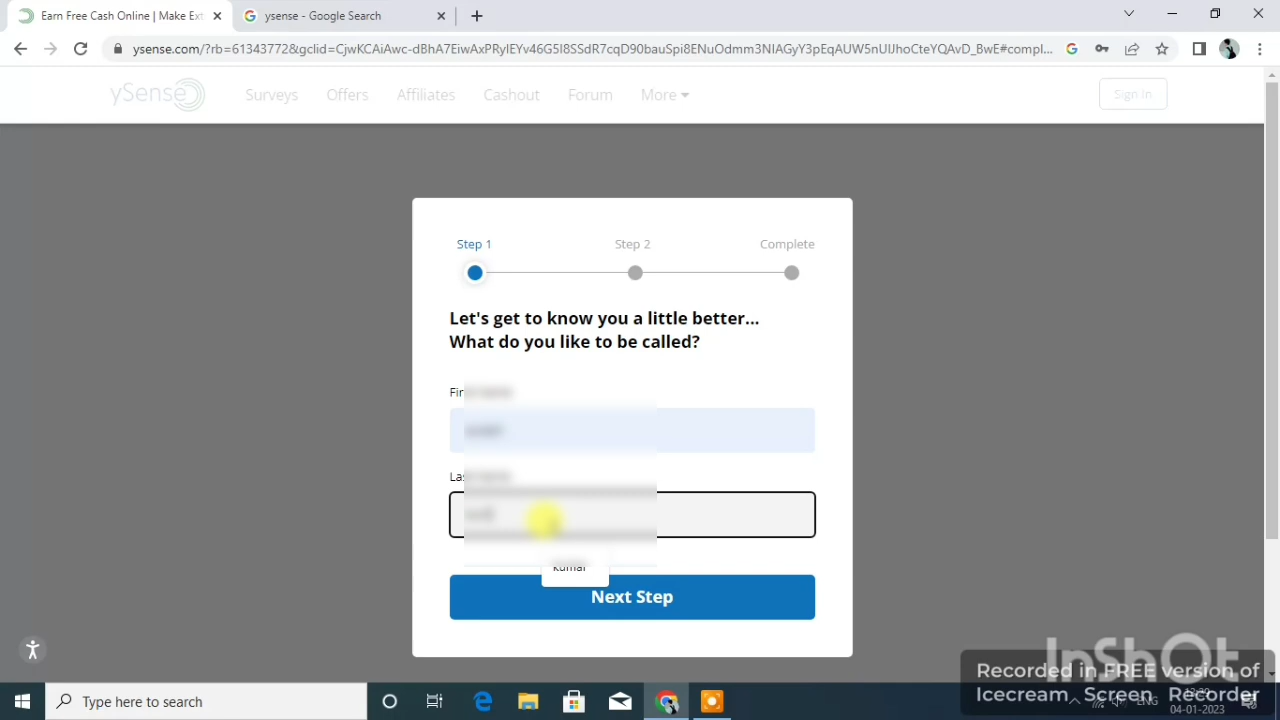 Earn Free Cash Online | Make Ext
ysense - Google Search
ysense.com/?rb=61343772&gclid=CjwKCAiAwc-dBhA7EiwAxPRylEYv46G5I8SSdR7cqD90bauSpi8ENuOdmm3NIAGyY3pEqAUW5nUIJhoCteYQAvD_BwE#compl...
ySense
Surveys
Offers
Affiliates
Cashout
Forum
More
Sign In
Step 1
Step 2
Complete
Let's get to know you a little better...
What do you like to be called?
Next Step
InShOt
Recorded in FREE version of
Icecream Screen Recorder
Type here to search
ENG
04-01-2023